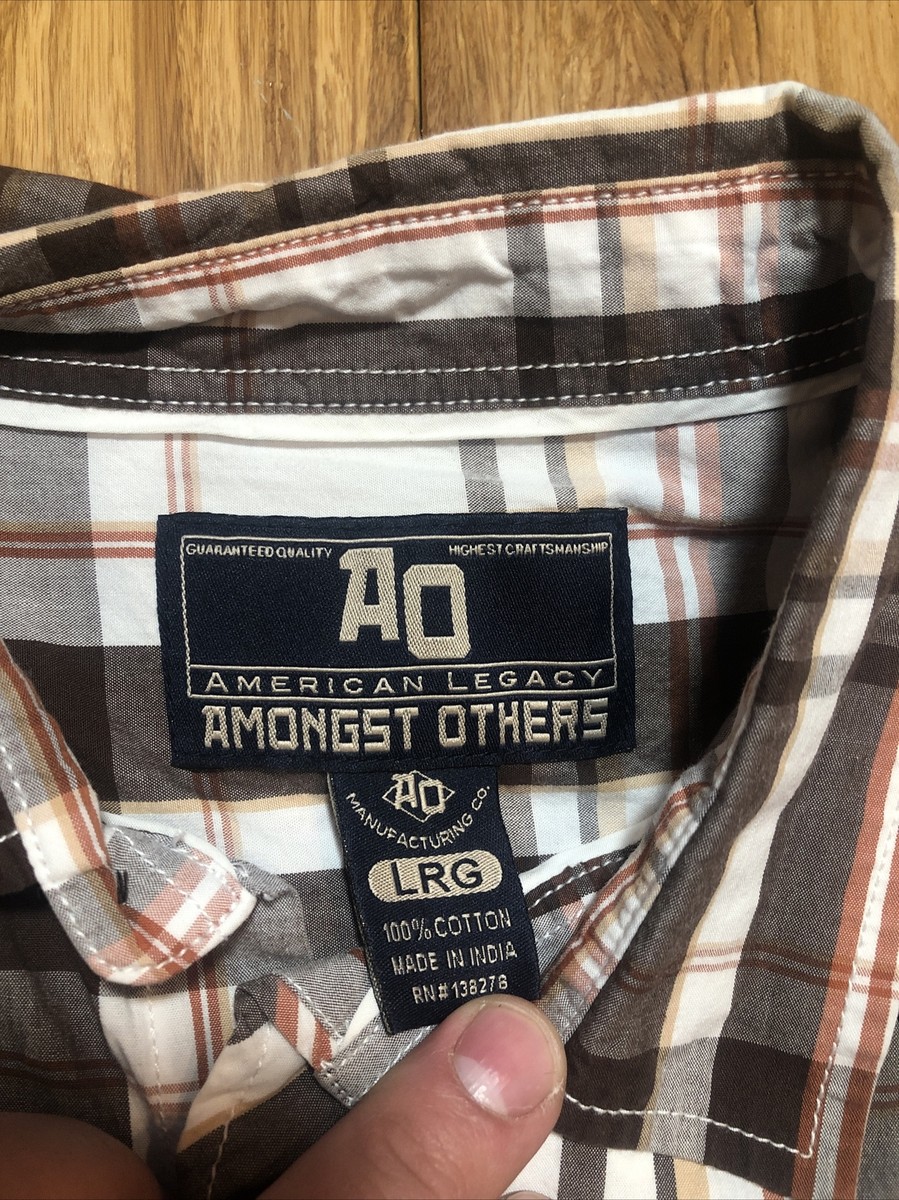 GUARANTEED QUALITY
HIGHEST CRAFTSMANSHIP
AO
AMERICAN LEGACY
AMONGST OTHERS
AO
MANUFACTURING CO.
LRG
100% COTTON
MADE IN INDIA
RN#138276